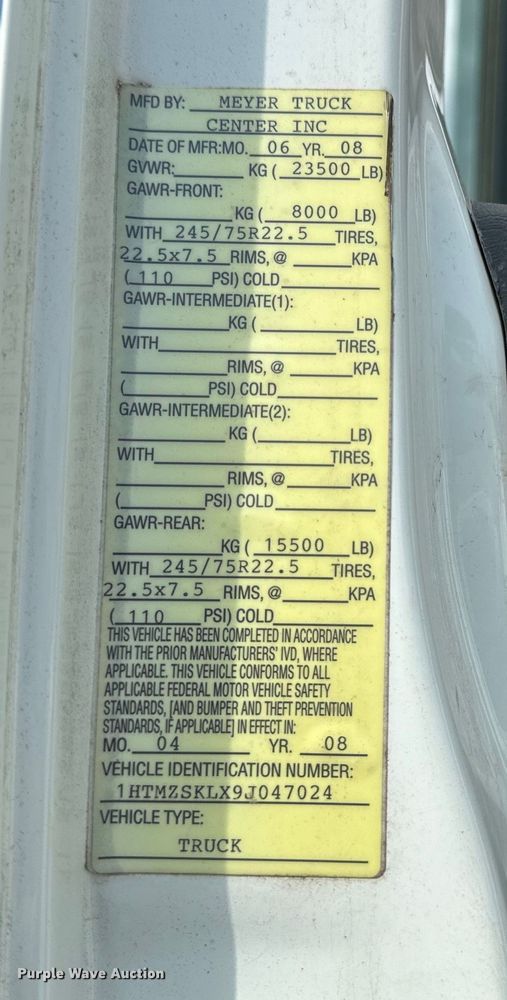 MFD BY: MEYER TRUCK
CENTER INC
DATE OF MFR:MO. 06 YR. 08
GVWR: KG ( 23500 LB)
GAWR-FRONT:
KG ( 8000 LB)
WITH 245/75R22.5 TIRES,
22.5x7.5 RIMS, @ KPA
( 110 PSI) COLD
GAWR-INTERMEDIATE(1):
KG ( LB)
WITH TIRES,
RIMS, @ KPA
( PSI) COLD
GAWR-INTERMEDIATE(2):
KG ( LB)
WITH TIRES,
RIMS, @ KPA
( PSI) COLD
GAWR-REAR:
KG ( 15500 LB)
WITH 245/75R22.5 TIRES,
22.5x7.5 RIMS, @ KPA
( 110 PSI) COLD
THIS VEHICLE HAS BEEN COMPLETED IN ACCORDANCE
WITH THE PRIOR MANUFACTURERS' IVD, WHERE
APPLICABLE. THIS VEHICLE CONFORMS TO ALL
APPLICABLE FEDERAL MOTOR VEHICLE SAFETY
STANDARDS, [AND BUMPER AND THEFT PREVENTION
STANDARDS, IF APPLICABLE] IN EFFECT IN:
MO. 04 YR. 08
VEHICLE IDENTIFICATION NUMBER:
1HTMZSKLX9J047024
VEHICLE TYPE:
TRUCK
Purple Wave Auction